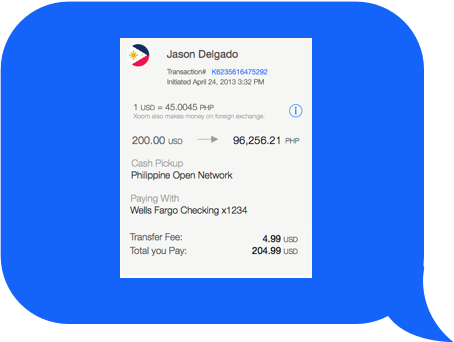 Jason Delgado
Transaction# K6235616475292
Initiated April 24, 2013 3:32 PM
1 USD = 45.0045 PHP
Xoom also makes money on foreign exchange.
200.00 USD → 96,256.21 PHP
Cash Pickup
Philippine Open Network
Paying With
Wells Fargo Checking x1234
Transfer Fee: 4.99 USD
Total you Pay: 204.99 USD